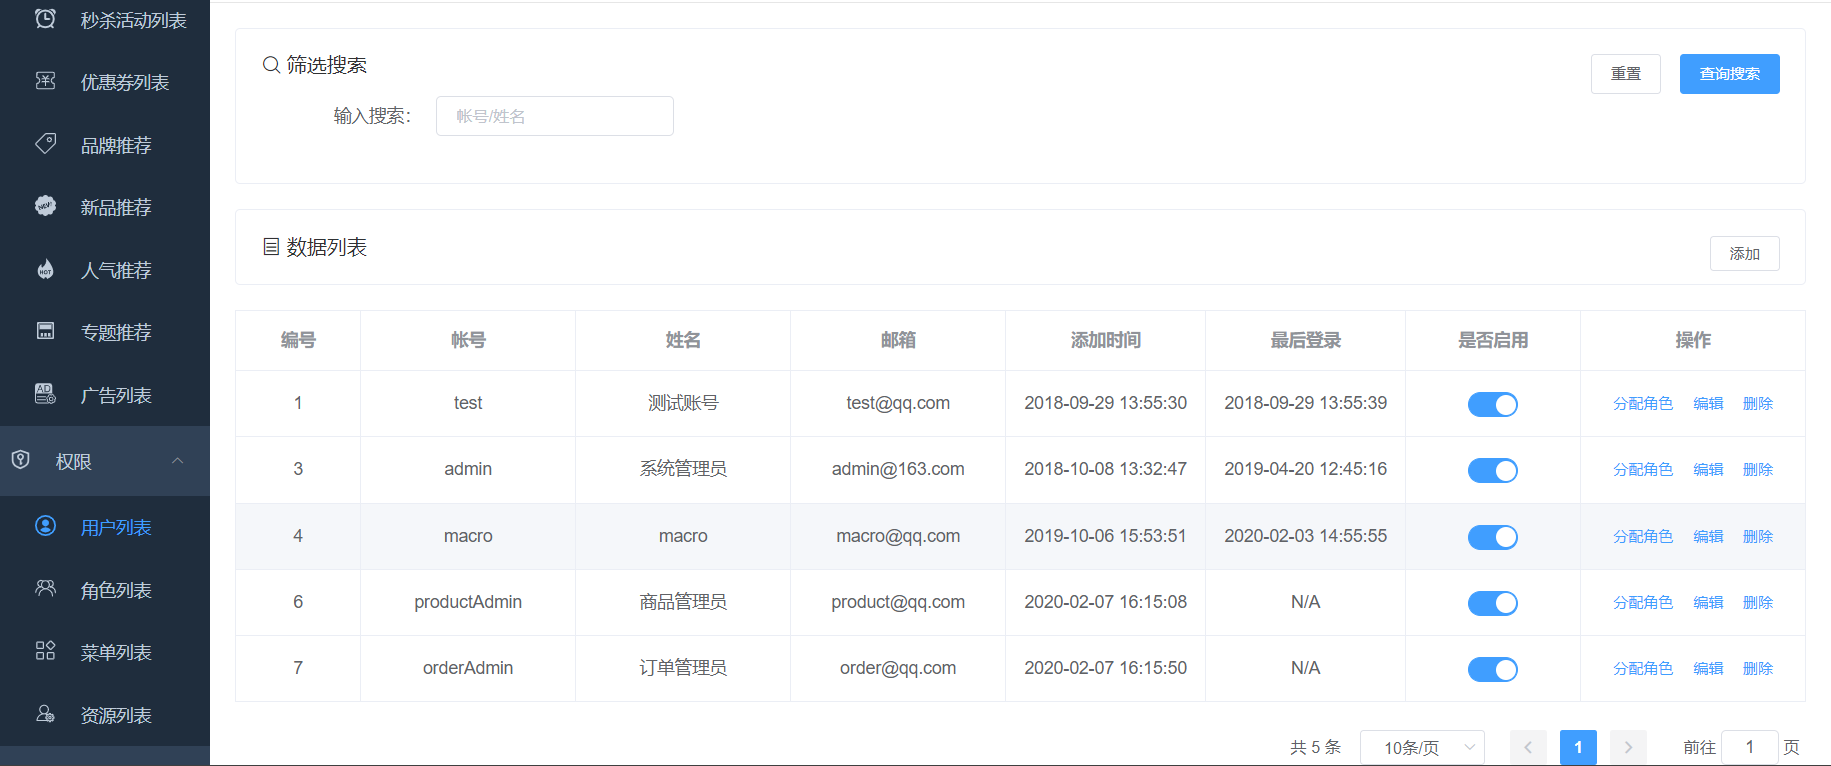 秒杀活动列表
优惠券列表
品牌推荐
新品推荐
人气推荐
专题推荐
广告列表
权限
用户列表
角色列表
菜单列表
资源列表
筛选搜索
重置 查询搜索
输入搜索： 帐号/姓名
数据列表
添加
编号 帐号 姓名 邮箱 添加时间 最后登录 是否启用 操作
1 test 测试账号 test@qq.com 2018-09-29 13:55:30 2018-09-29 13:55:39 分配角色 编辑 删除
3 admin 系统管理员 admin@163.com 2018-10-08 13:32:47 2019-04-20 12:45:16 分配角色 编辑 删除
4 macro macro macro@qq.com 2019-10-06 15:53:51 2020-02-03 14:55:55 分配角色 编辑 删除
6 productAdmin 商品管理员 product@qq.com 2020-02-07 16:15:08 N/A 分配角色 编辑 删除
7 orderAdmin 订单管理员 order@qq.com 2020-02-07 16:15:50 N/A 分配角色 编辑 删除
共 5 条 10条/页 1 前往 1 页